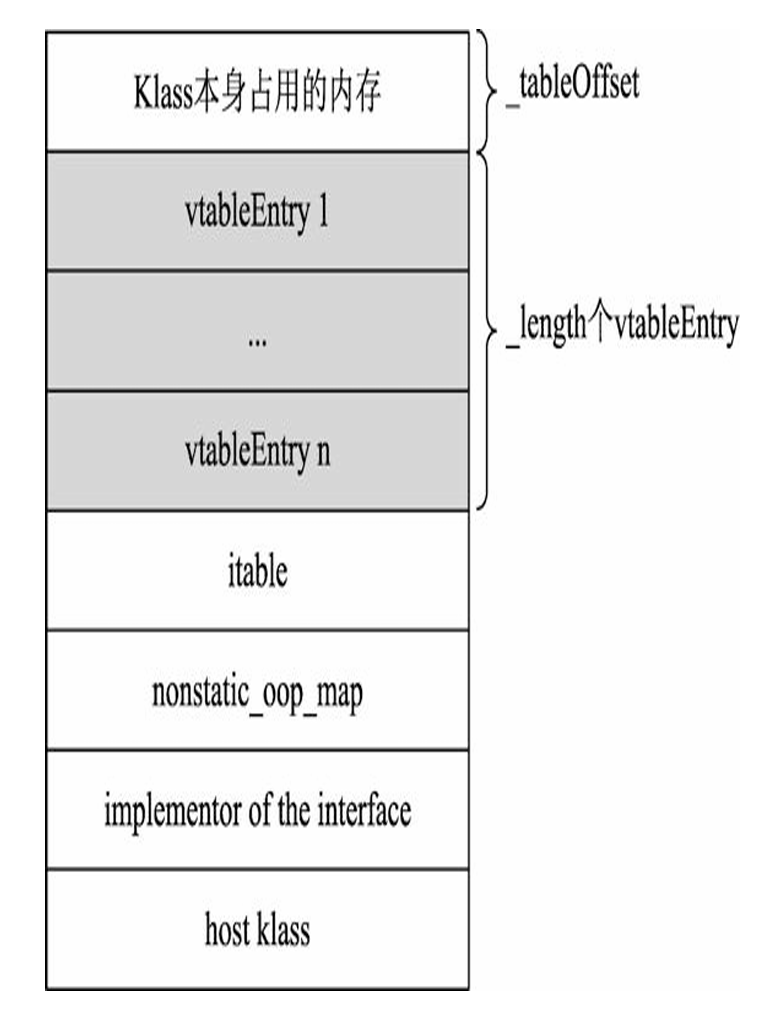 Klass本身占用的内存
_tableOffset
vtableEntry 1
...
_length个vtableEntry
vtableEntry n
itable
nonstatic_oop_map
implementor of the interface
host klass